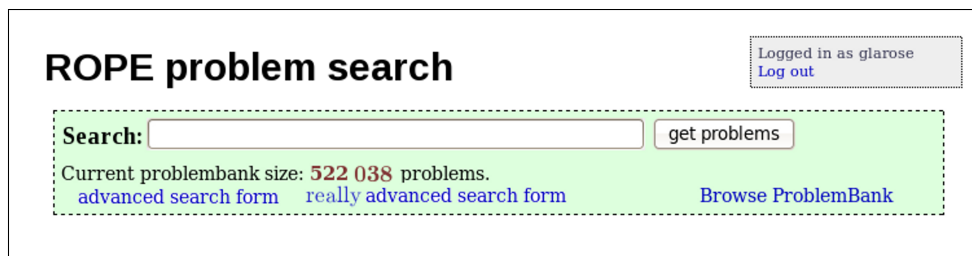 ROPE problem search
Logged in as glarose
Log out
Search: get problems
Current problembank size: 522 038 problems.
advanced search form really advanced search form Browse ProblemBank